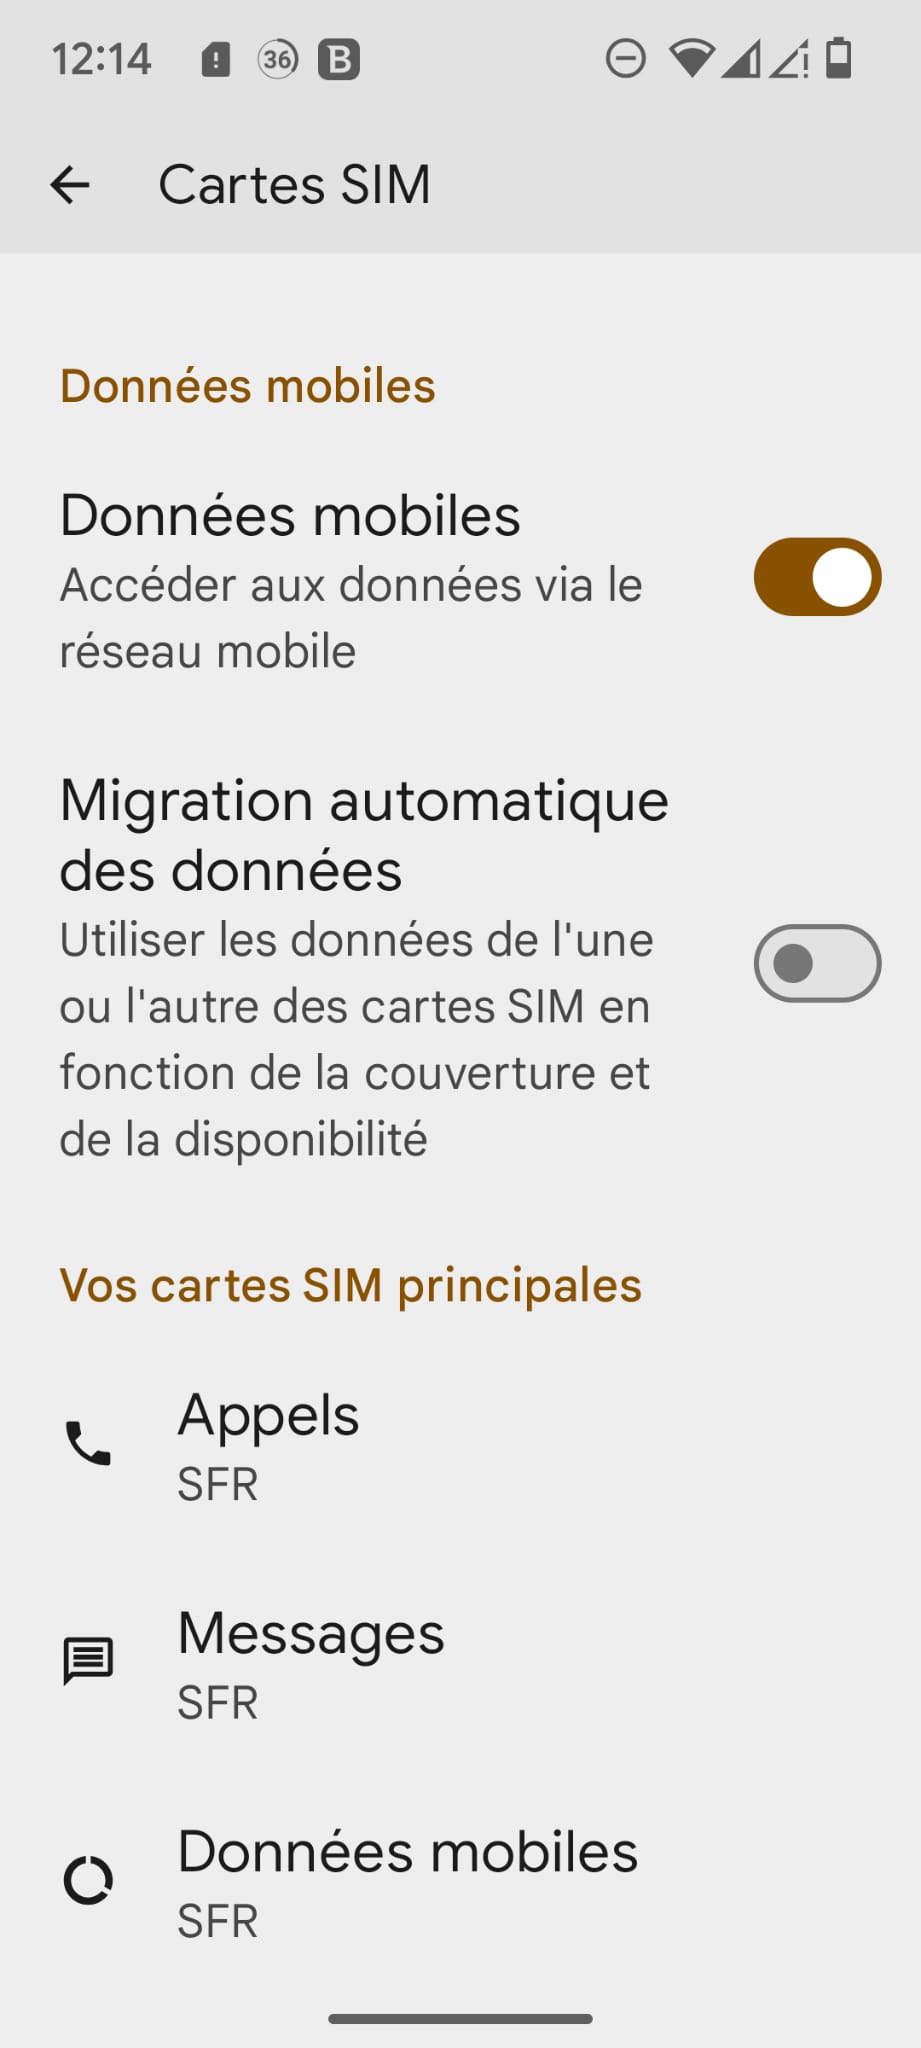 12:14 36 B
Cartes SIM
Données mobiles
Données mobiles
Accéder aux données via le
réseau mobile
Migration automatique
des données
Utiliser les données de l'une
ou l'autre des cartes SIM en
fonction de la couverture et
de la disponibilité
Vos cartes SIM principales
Appels
SFR
Messages
SFR
Données mobiles
SFR